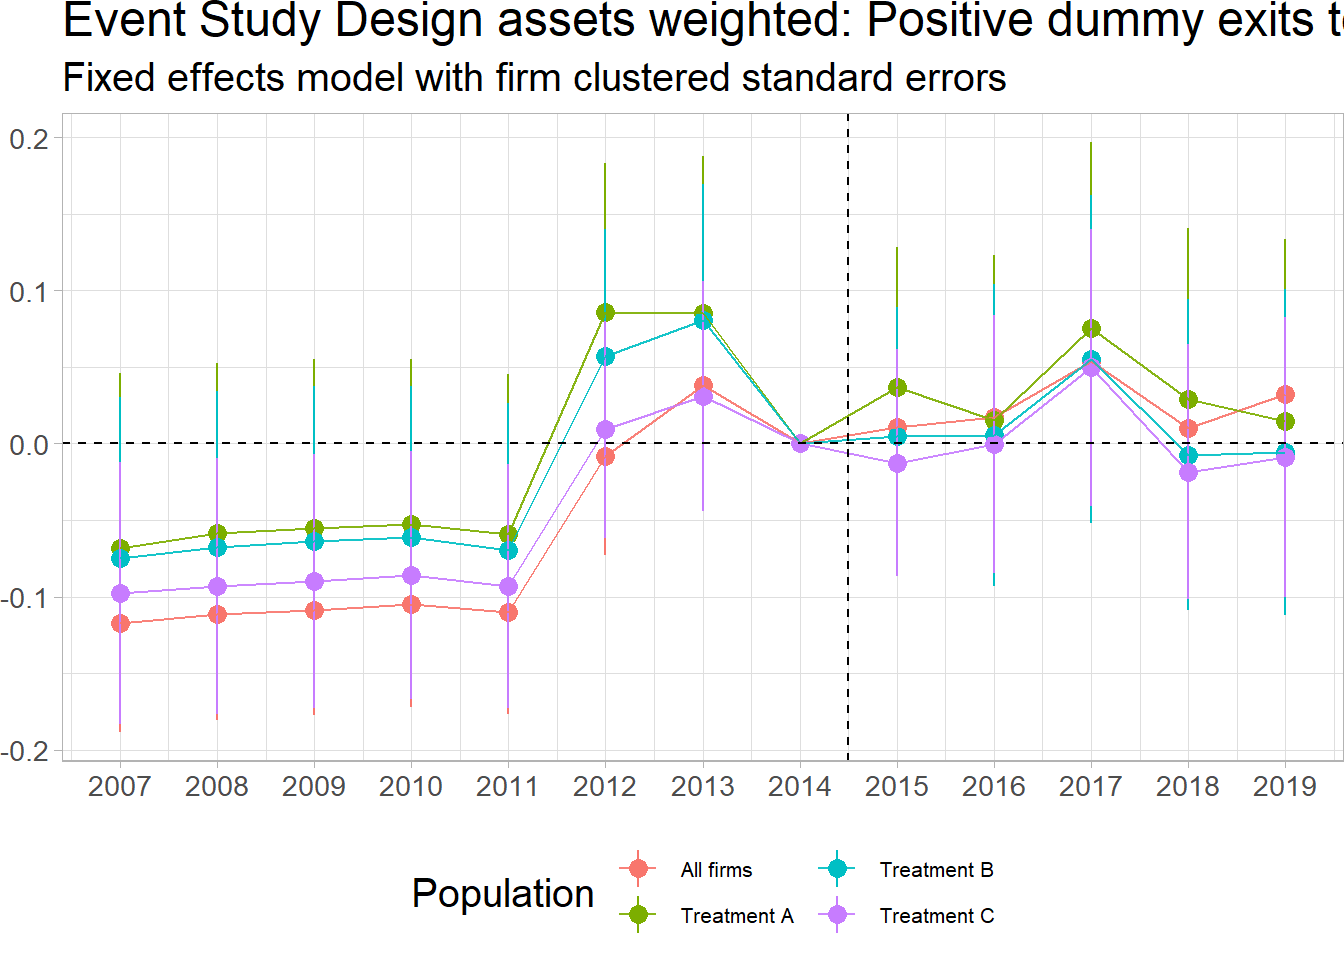 Event Study Design assets weighted: Positive dummy exits
Fixed effects model with firm clustered standard errors
0.2
0.1
0.0
-0.1
-0.2
2007 2008 2009 2010 2011 2012 2013 2014 2015 2016 2017 2018 2019
Population
All firms
Treatment A
Treatment B
Treatment C